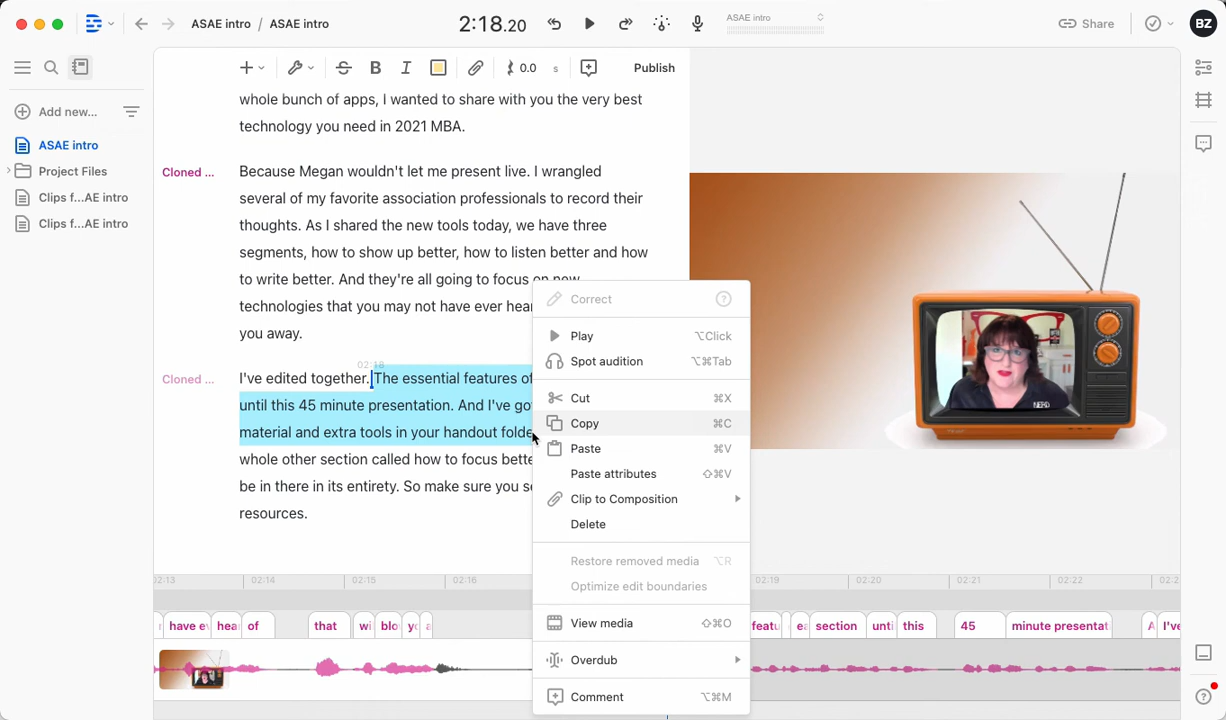 ASAE intro / ASAE intro
2:18.20
ASAE intro
Share
BZ
0.0 s
Publish
Add new...
ASAE intro
Project Files
Clips f...AE intro
Clips f...AE intro
whole bunch of apps, I wanted to share with you the very best
technology you need in 2021 MBA.
Cloned ...
Because Megan wouldn't let me present live. I wrangled
several of my favorite association professionals to record their
thoughts. As I shared the new tools today, we have three
segments, how to show up better, how to listen better and how
to write better. And they're all going to focus on new
technologies that you may not have ever hear
you away.
02:18
Cloned ...
I've edited together. The essential features of
until this 45 minute presentation. And I've go
material and extra tools in your handout folde
whole other section called how to focus bette
be in there in its entirety. So make sure you s
resources.
Correct
Play ⌥Click
Spot audition ⌥⌘Tab
Cut ⌘X
Copy ⌘C
Paste ⌘V
Paste attributes ⇧⌘V
Clip to Composition
Delete
Restore removed media ⌥R
Optimize edit boundaries
View media ⇧⌘O
Overdub
Comment ⌥⌘M
NERD
02:13 02:14 02:15 02:16 02:19 02:20 02:21 02:22 02:2
have ev hear of that wi blo yo a featu ea section unti this 45 minute presentat A I've